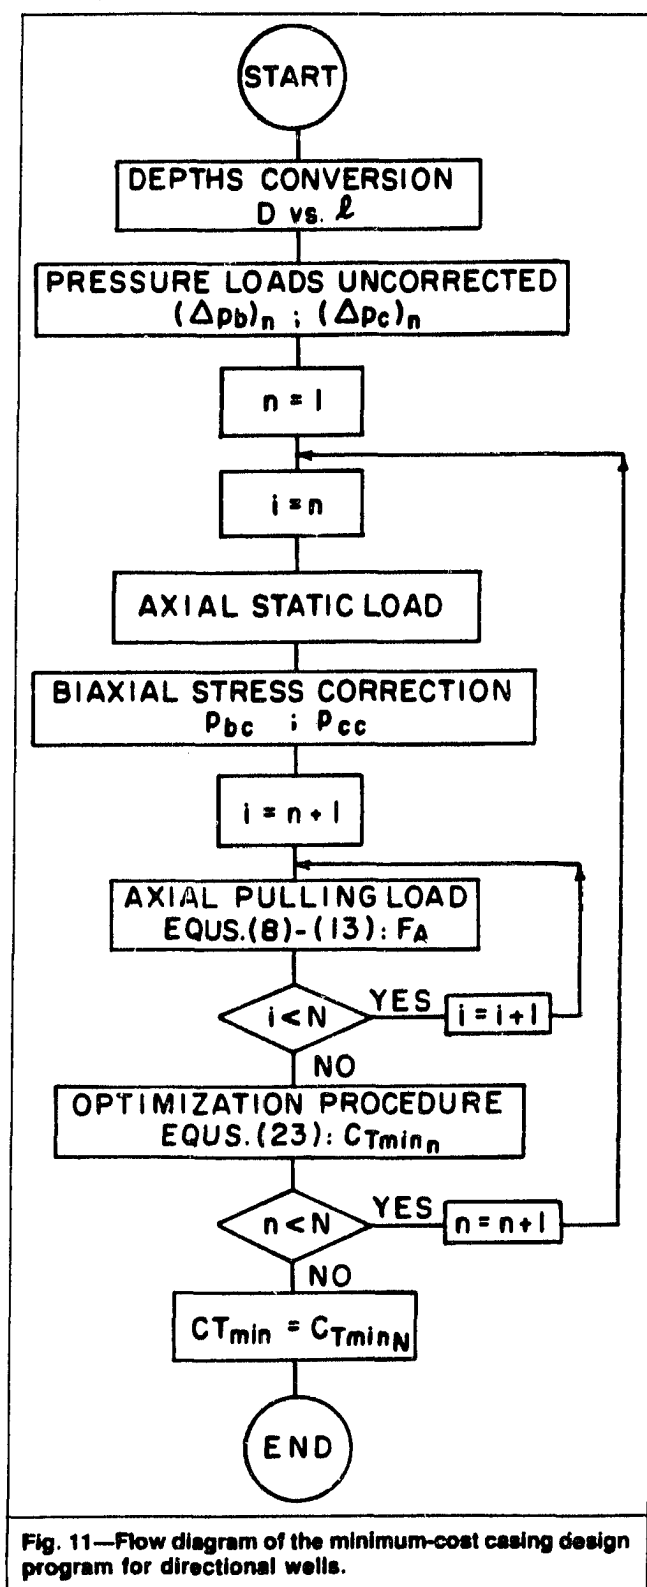 START
DEPTHS CONVERSION
D vs. ℓ
PRESSURE LOADS UNCORRECTED
(Δpb)n ; (Δpc)n
n = 1
i = n
AXIAL STATIC LOAD
BIAXIAL STRESS CORRECTION
Pbc ; Pcc
i = n + 1
AXIAL PULLING LOAD
EQUS.(8)-(13): FA
i < N
YES
i = i + 1
NO
OPTIMIZATION PROCEDURE
EQUS.(23): CTminn
n < N
YES
n = n + 1
NO
CTmin = CTminN
END
Fig. 11—Flow diagram of the minimum-cost casing design
program for directional wells.